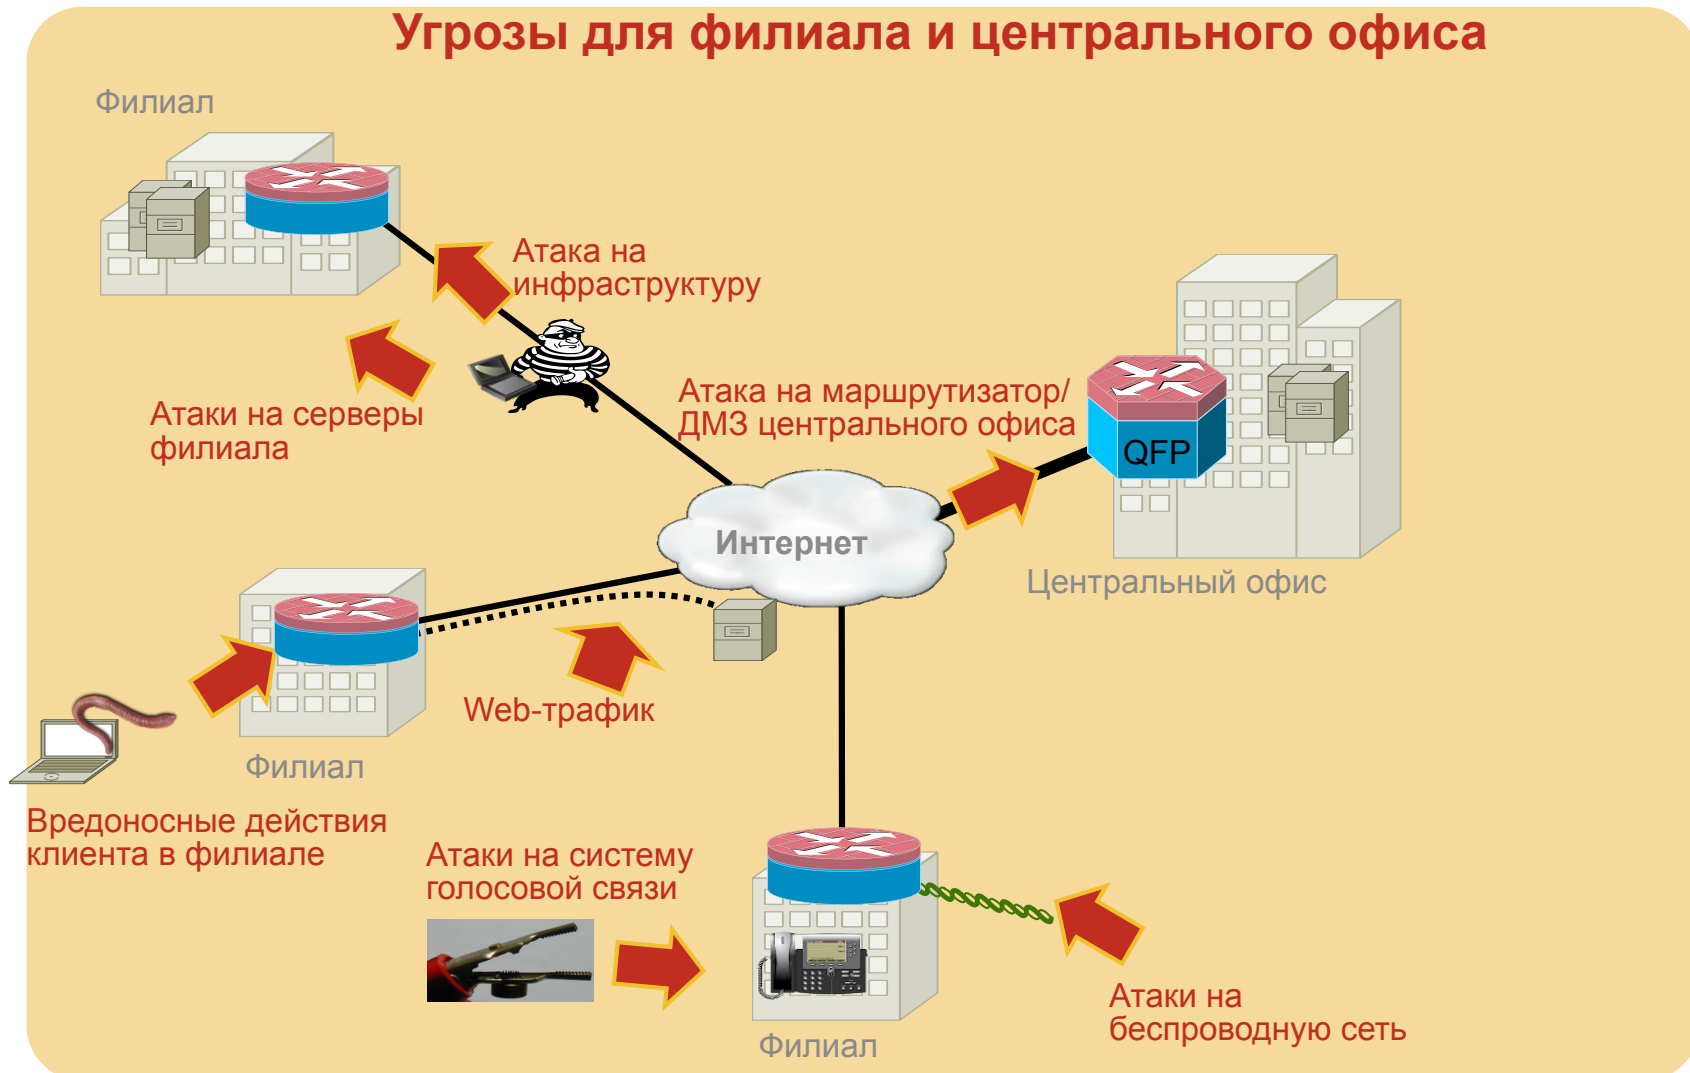 Угрозы для филиала и центрального офиса
Филиал
Атака на
инфраструктуру
Атаки на серверы
филиала
Атака на маршрутизатор/
ДМЗ центрального офиса
QFP
Интернет
Центральный офис
Web-трафик
Филиал
Вредоносные действия
клиента в филиале
Атаки на систему
голосовой связи
Атаки на
беспроводную сеть
Филиал